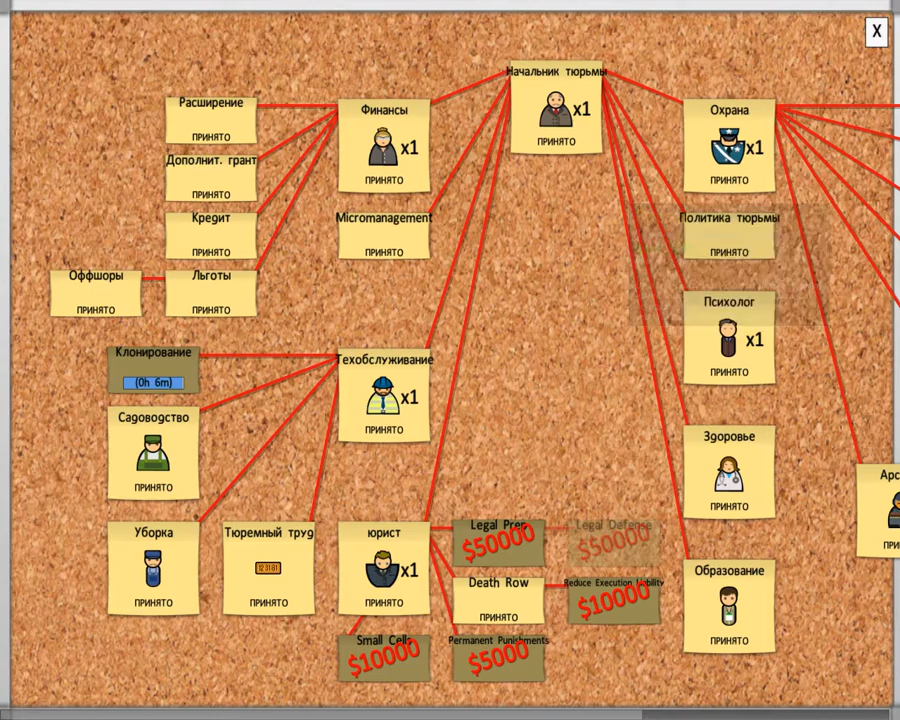 X
Начальник тюрьмы
x1
ПРИНЯТО
Расширение
ПРИНЯТО
Финансы
x1
ПРИНЯТО
Охрана
x1
ПРИНЯТО
Дополнит. грант
ПРИНЯТО
Кредит
ПРИНЯТО
Micromanagement
ПРИНЯТО
Политика тюрьмы
ПРИНЯТО
Оффшоры
ПРИНЯТО
Льготы
ПРИНЯТО
Психолог
x1
ПРИНЯТО
Клонирование
(0h 6m)
Техобслуживание
x1
ПРИНЯТО
Садоводство
ПРИНЯТО
Здоровье
ПРИНЯТО
Уборка
ПРИНЯТО
Тюремный труд
ПРИНЯТО
юрист
x1
ПРИНЯТО
Legal Prep
$50000
Legal Defense
$50000
Death Row
ПРИНЯТО
Reduce Execution Liability
$10000
Образование
ПРИНЯТО
Small Cells
$10000
Permanent Punishments
$5000